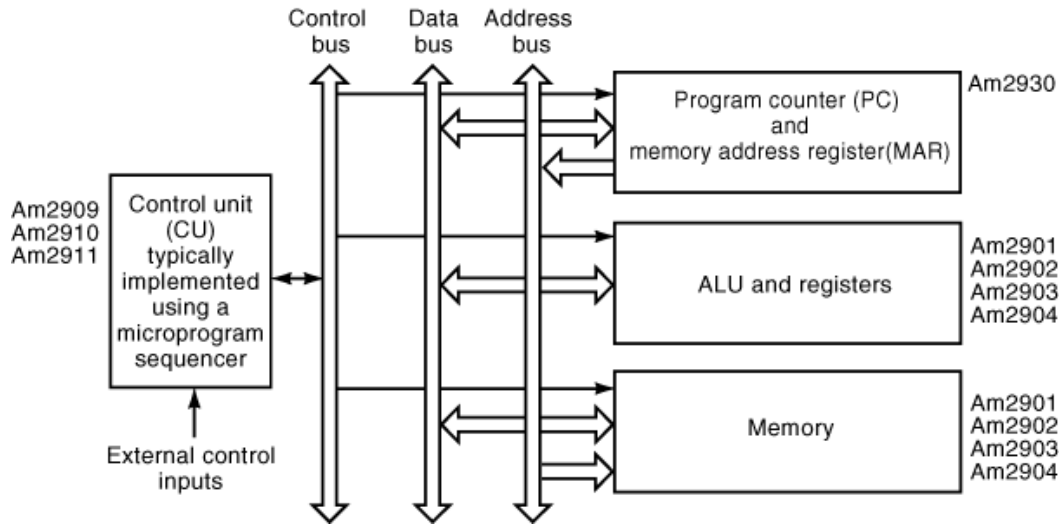 Control
bus
Data
bus
Address
bus
Program counter (PC)
and
memory address register(MAR)
Am2930
Am2909
Am2910
Am2911
Control unit
(CU)
typically
implemented
using a
microprogram
sequencer
ALU and registers
Am2901
Am2902
Am2903
Am2904
External control
inputs
Memory
Am2901
Am2902
Am2903
Am2904